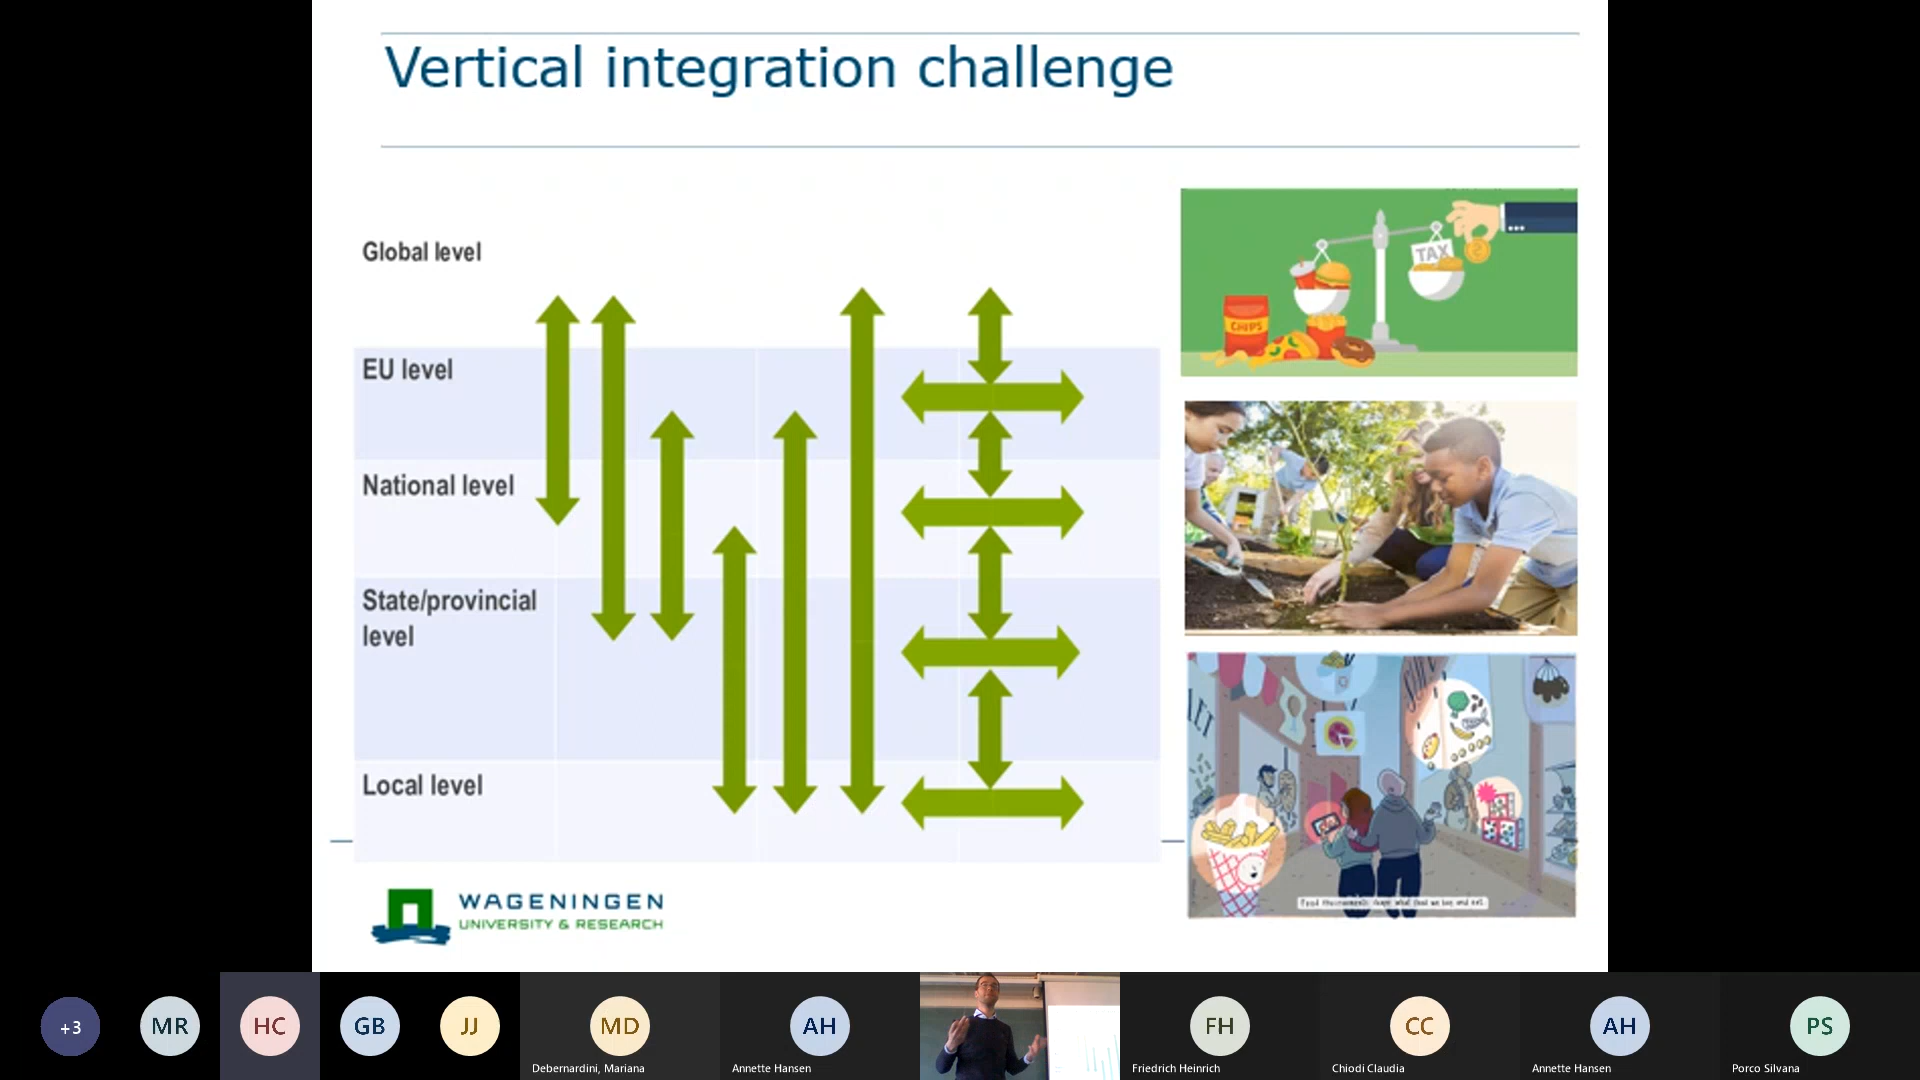 Vertical integration challenge
Global level
EU level
National level
State/provincial
level
Local level
TAX
CHIPS
WAGENINGEN
UNIVERSITY & RESEARCH
+3
MR
HC
GB
JJ
MD
Debernardini, Mariana
AH
Annette Hansen
FH
Friedrich Heinrich
CC
Chiodi Claudia
AH
Annette Hansen
PS
Porco Silvana